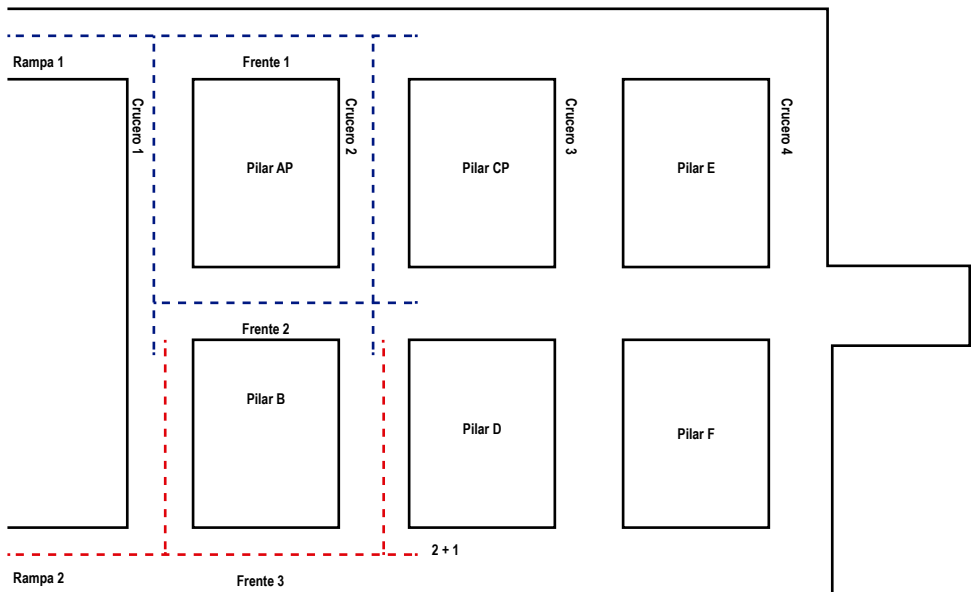 Rampa 1
Frente 1
Crucero 1
Crucero 2
Crucero 3
Crucero 4
Pilar AP
Pilar CP
Pilar E
Frente 2
Pilar B
Pilar D
Pilar F
2 + 1
Rampa 2
Frente 3